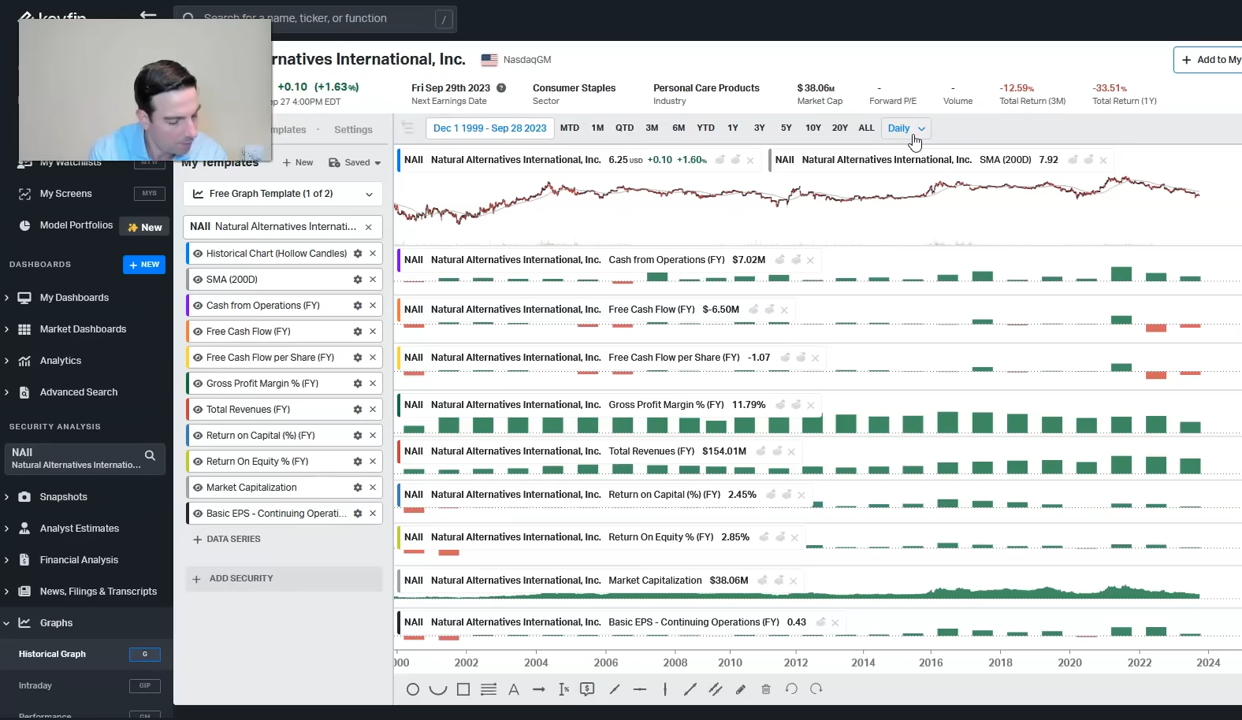 Search for a name, ticker, or function
/
rnatives International, Inc.
NasdaqGM
+ Add to My
+0.10 (+1.63%)
ep 27 4:00PM EDT
Fri Sep 29th 2023
Next Earnings Date
Consumer Staples
Sector
Personal Care Products
Industry
$38.06M
Market Cap
-
Forward P/E
-
Volume
-12.59%
Total Return (3M)
-33.51%
Total Return (1Y)
mplates
Settings
Dec 1 1999 - Sep 28 2023
MTD
1M
QTD
3M
6M
YTD
1Y
3Y
5Y
10Y
20Y
ALL
Daily
My Watchlists
MYW
My Screens
MYS
Model Portfolios
New
DASHBOARDS
+ NEW
My Dashboards
Market Dashboards
Analytics
Advanced Search
SECURITY ANALYSIS
NAII
Natural Alternatives Internatio...
Snapshots
Analyst Estimates
Financial Analysis
News, Filings & Transcripts
Graphs
Historical Graph
G
Intraday
GIP
Performance
GH
My Templates
+ New
Saved
Free Graph Template (1 of 2)
NAII Natural Alternatives Internati...
Historical Chart (Hollow Candles)
SMA (200D)
Cash from Operations (FY)
Free Cash Flow (FY)
Free Cash Flow per Share (FY)
Gross Profit Margin % (FY)
Total Revenues (FY)
Return on Capital (%) (FY)
Return On Equity % (FY)
Market Capitalization
Basic EPS - Continuing Operati...
+ DATA SERIES
+ ADD SECURITY
NAII Natural Alternatives International, Inc. 6.25 USD +0.10 +1.60%
NAII Natural Alternatives International, Inc. SMA (200D) 7.92
NAII Natural Alternatives International, Inc. Cash from Operations (FY) $7.02M
NAII Natural Alternatives International, Inc. Free Cash Flow (FY) $-6.50M
NAII Natural Alternatives International, Inc. Free Cash Flow per Share (FY) -1.07
NAII Natural Alternatives International, Inc. Gross Profit Margin % (FY) 11.79%
NAII Natural Alternatives International, Inc. Total Revenues (FY) $154.01M
NAII Natural Alternatives International, Inc. Return on Capital (%) (FY) 2.45%
NAII Natural Alternatives International, Inc. Return On Equity % (FY) 2.85%
NAII Natural Alternatives International, Inc. Market Capitalization $38.06M
NAII Natural Alternatives International, Inc. Basic EPS - Continuing Operations (FY) 0.43
000 2002 2004 2006 2008 2010 2012 2014 2016 2018 2020 2022 2024